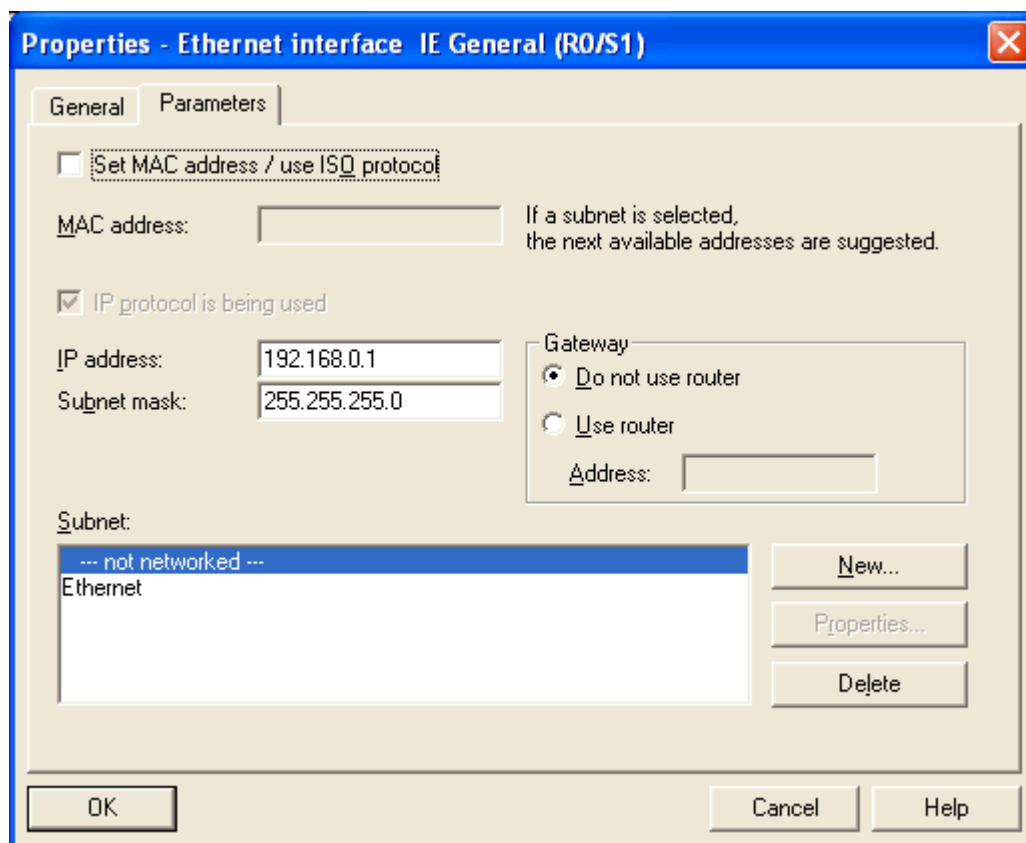 Properties - Ethernet interface IE General (R0/S1)
General
Parameters
Set MAC address / use ISO protocol
MAC address:
If a subnet is selected,
the next available addresses are suggested.
IP protocol is being used
IP address:
192.168.0.1
Subnet mask:
255.255.255.0
Gateway
Do not use router
Use router
Address:
Subnet:
--- not networked ---
Ethernet
New...
Properties...
Delete
OK
Cancel
Help